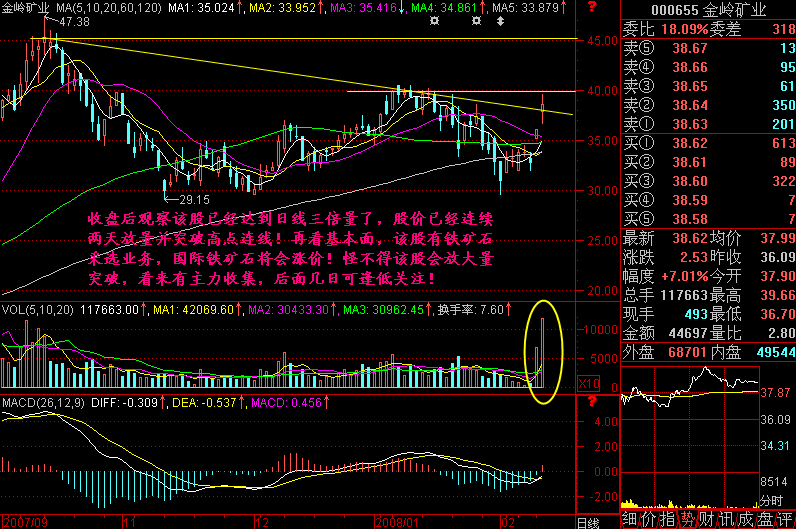 金岭矿业 MA(5,10,20,60,120) MA1: 35.024↑, MA2: 33.952↑, MA3: 35.416↓, MA4: 34.861↑, MA5: 33.879↑
?
47.38
45.00
40.00
35.00
30.00
25.00
20.00
29.15
收盘后观察该股已经达到日线三倍量了，股价已经连续
两天放量并突破高点连线！再看基本面，该股有铁矿石
采选业务，国际铁矿石将会涨价！怪不得该股会放大量
突破，看来有主力收集，后面几日可逢低关注！
VOL(5,10,20) 117663.00↑, MA1: 42069.60↑, MA2: 30433.30↑, MA3: 30962.45↑, 换手率: 7.60↑
10000
5000
0
X10
MACD(26,12,9) DIFF: -0.309↑, DEA: -0.537↑, MACD: 0.456↑
?
4.00
2.00
0.00
-2.00
2007/09 11 12 2008/01 02 日线
000655 金岭矿业
委比 18.09% 委差 318
卖⑤ 38.67 13
卖④ 38.66 95
卖③ 38.65 61
卖② 38.64 350
卖① 38.63 201
买① 38.62 613
买② 38.61 89
买③ 38.60 322
买④ 38.59 7
买⑤ 38.58 7
最新 38.62 均价 37.99
涨跌 2.53 昨收 36.09
幅度 +7.01% 今开 37.90
总手 117663 最高 39.66
现手 493 最低 36.70
金额 44697 量比 2.80
外盘 68701 内盘 49544
37.87
36.09
34.31
8514
分时
细 价 指 势 财 讯 成 盘 评